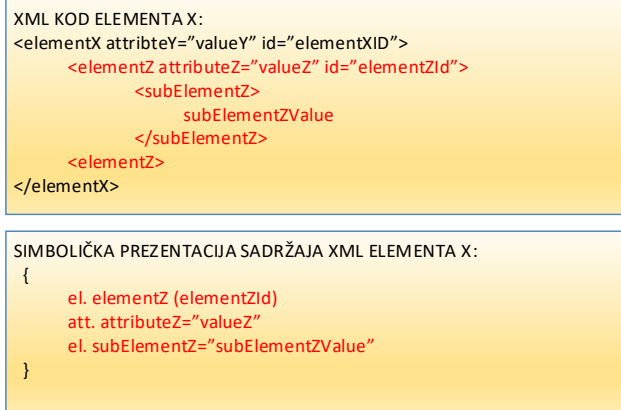 XML KOD ELEMENTA X:
<elementX attribteY=”valueY” id=”elementXID”>
<elementZ attributeZ=”valueZ” id=”elementZId”>
<subElementZ>
subElementZValue
</subElementZ>
<elementZ>
</elementX>
SIMBOLIČKA PREZENTACIJA SADRŽAJA XML ELEMENTA X:
{
el. elementZ (elementZId)
att. attributeZ=”valueZ”
el. subElementZ=”subElementZValue”
}